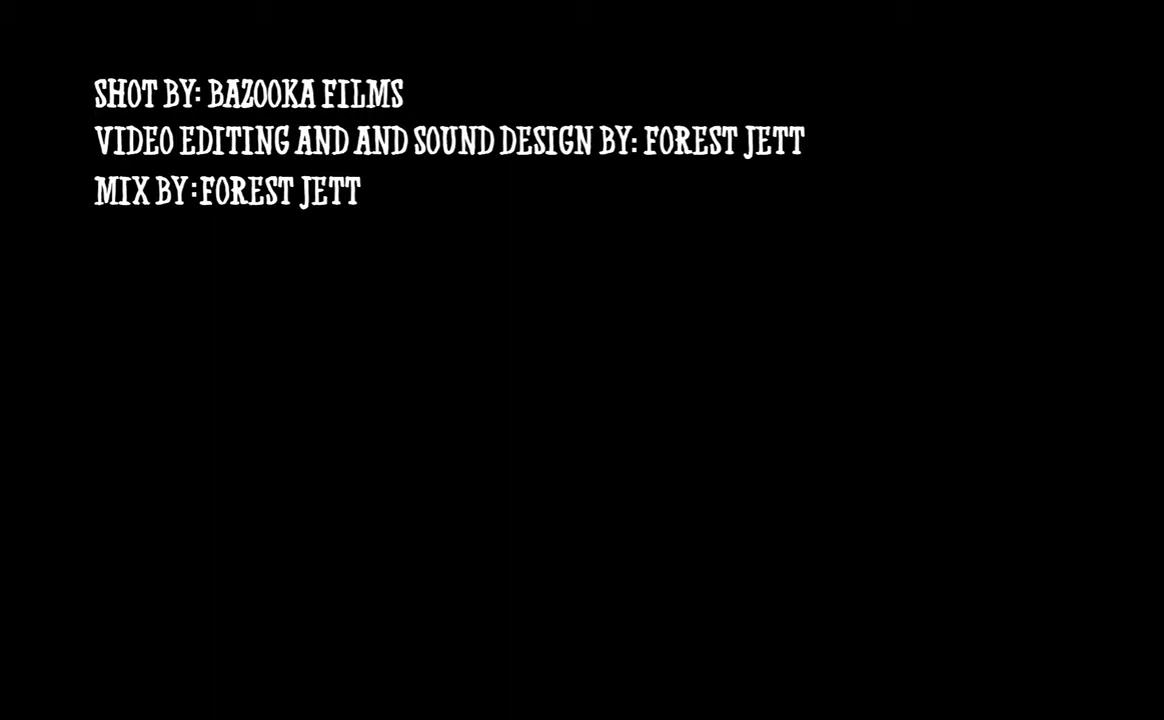 SHOT BY: BAZOOKA FILMS
VIDEO EDITING AND AND SOUND DESIGN BY: FOREST JETT
MIX BY:FOREST JETT